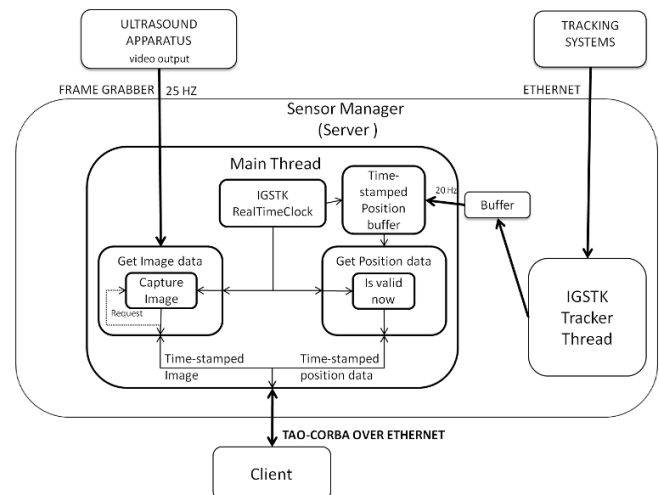 ULTRASOUND
APPARATUS
video output
TRACKING
SYSTEMS
FRAME GRABBER
25 HZ
ETHERNET
Sensor Manager
(Server )
Main Thread
IGSTK
RealTimeClock
Time-
stamped
Position
buffer
20 Hz
Buffer
Get Image data
Capture
Image
Request
Get Position data
Is valid
now
IGSTK
Tracker
Thread
Time-stamped
Image
Time-stamped
position data
TAO-CORBA OVER ETHERNET
Client